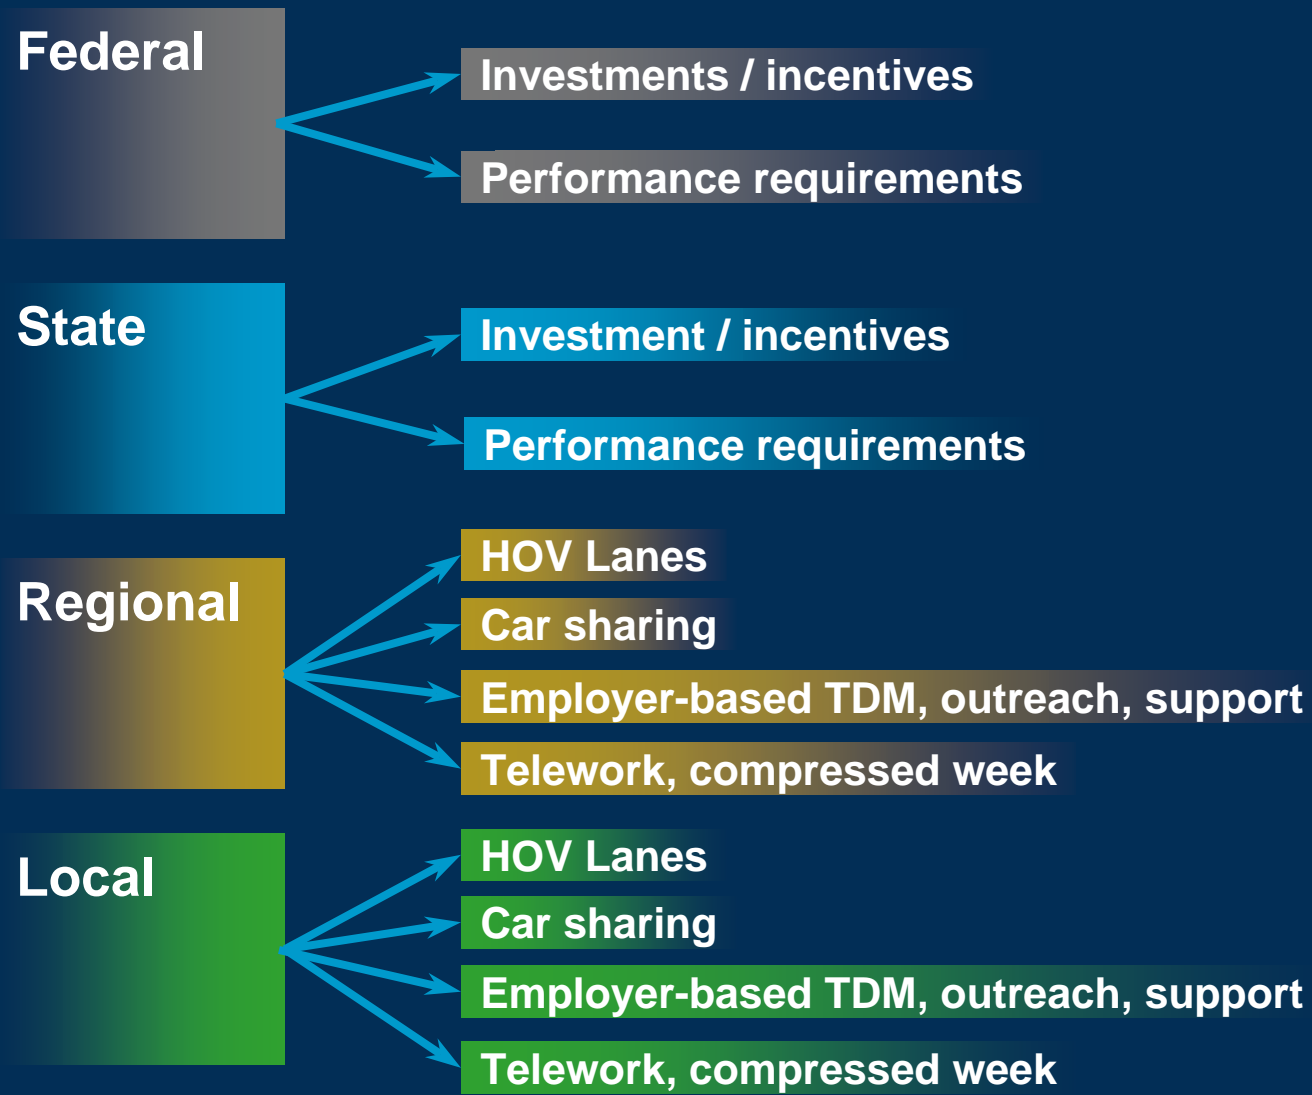 Federal
Investments / incentives
Performance requirements
State
Investment / incentives
Performance requirements
Regional
HOV Lanes
Car sharing
Employer-based TDM, outreach, support
Telework, compressed week
Local
HOV Lanes
Car sharing
Employer-based TDM, outreach, support
Telework, compressed week